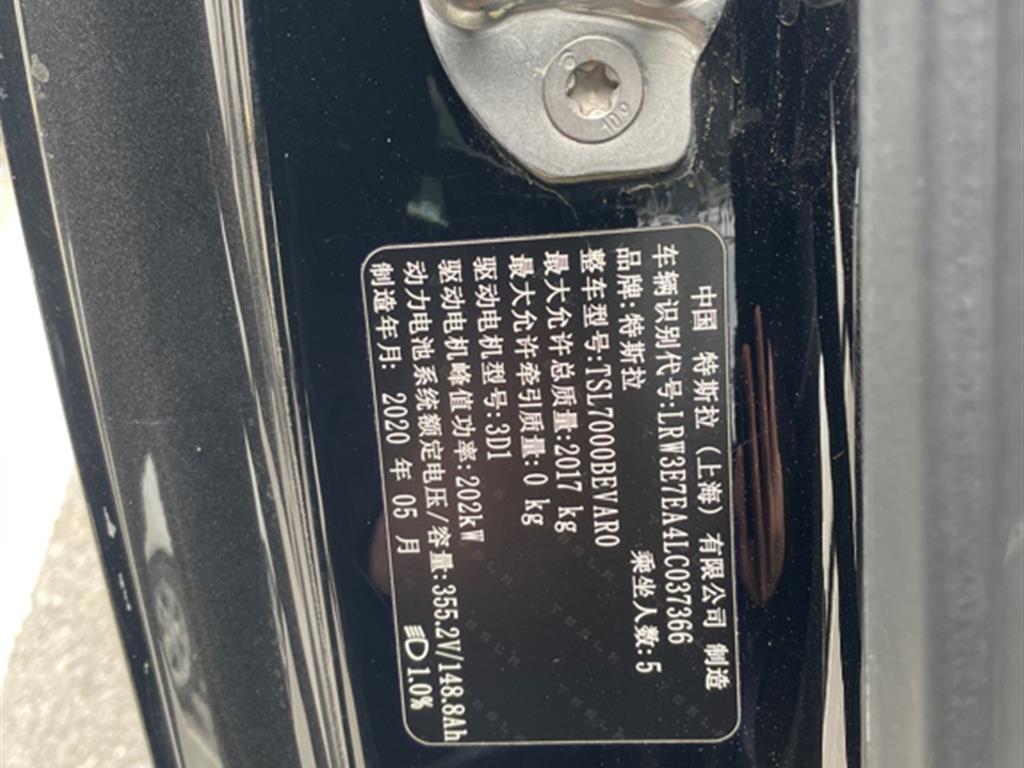 10.9
中国 特斯拉(上海)有限公司 制造
车辆识别代号:LRW3E7EA4LC037366
品牌:特斯拉 乘坐人数:5
整车型号:TSL7000BEVAR0
最大允许总质量:2017 kg
最大允许牵引质量:0 kg
驱动电机型号:3D1
驱动电机峰值功率:202kW
动力电池系统额定电压/容量:355.2V/148.8Ah
制造年月: 2020 年 05 月 1.0%